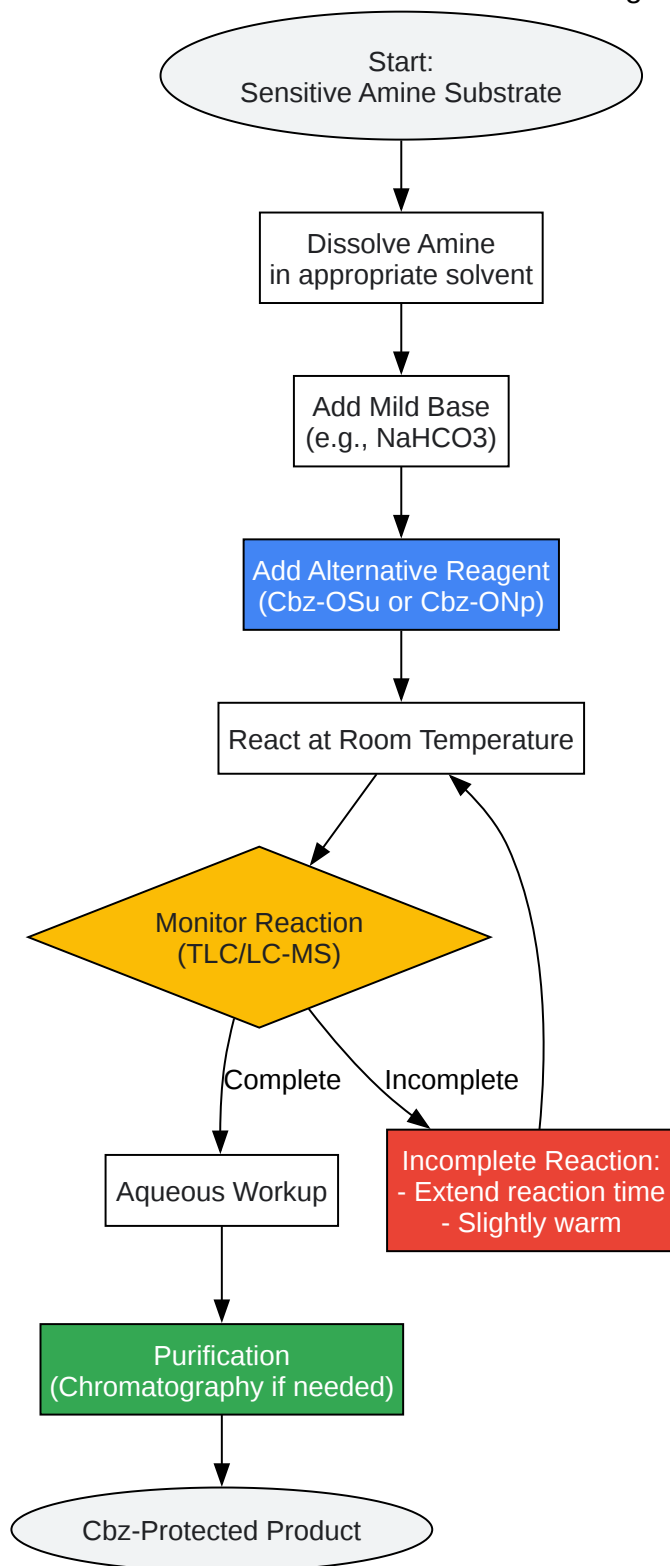 g
Start:
Sensitive Amine Substrate
Dissolve Amine
in appropriate solvent
Add Mild Base
(e.g., NaHCO3)
Add Alternative Reagent
(Cbz-OSu or Cbz-ONp)
React at Room Temperature
Monitor Reaction
(TLC/LC-MS)
Complete
Incomplete
Aqueous Workup
Incomplete Reaction:
- Extend reaction time
- Slightly warm
Purification
(Chromatography if needed)
Cbz-Protected Product